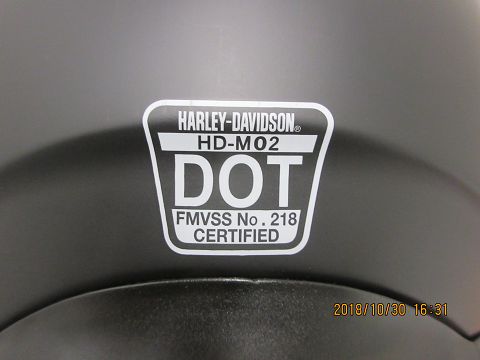 HARLEY-DAVIDSON®
HD-M02
DOT
FMVSS No. 218
CERTIFIED
2018/10/30 16:31